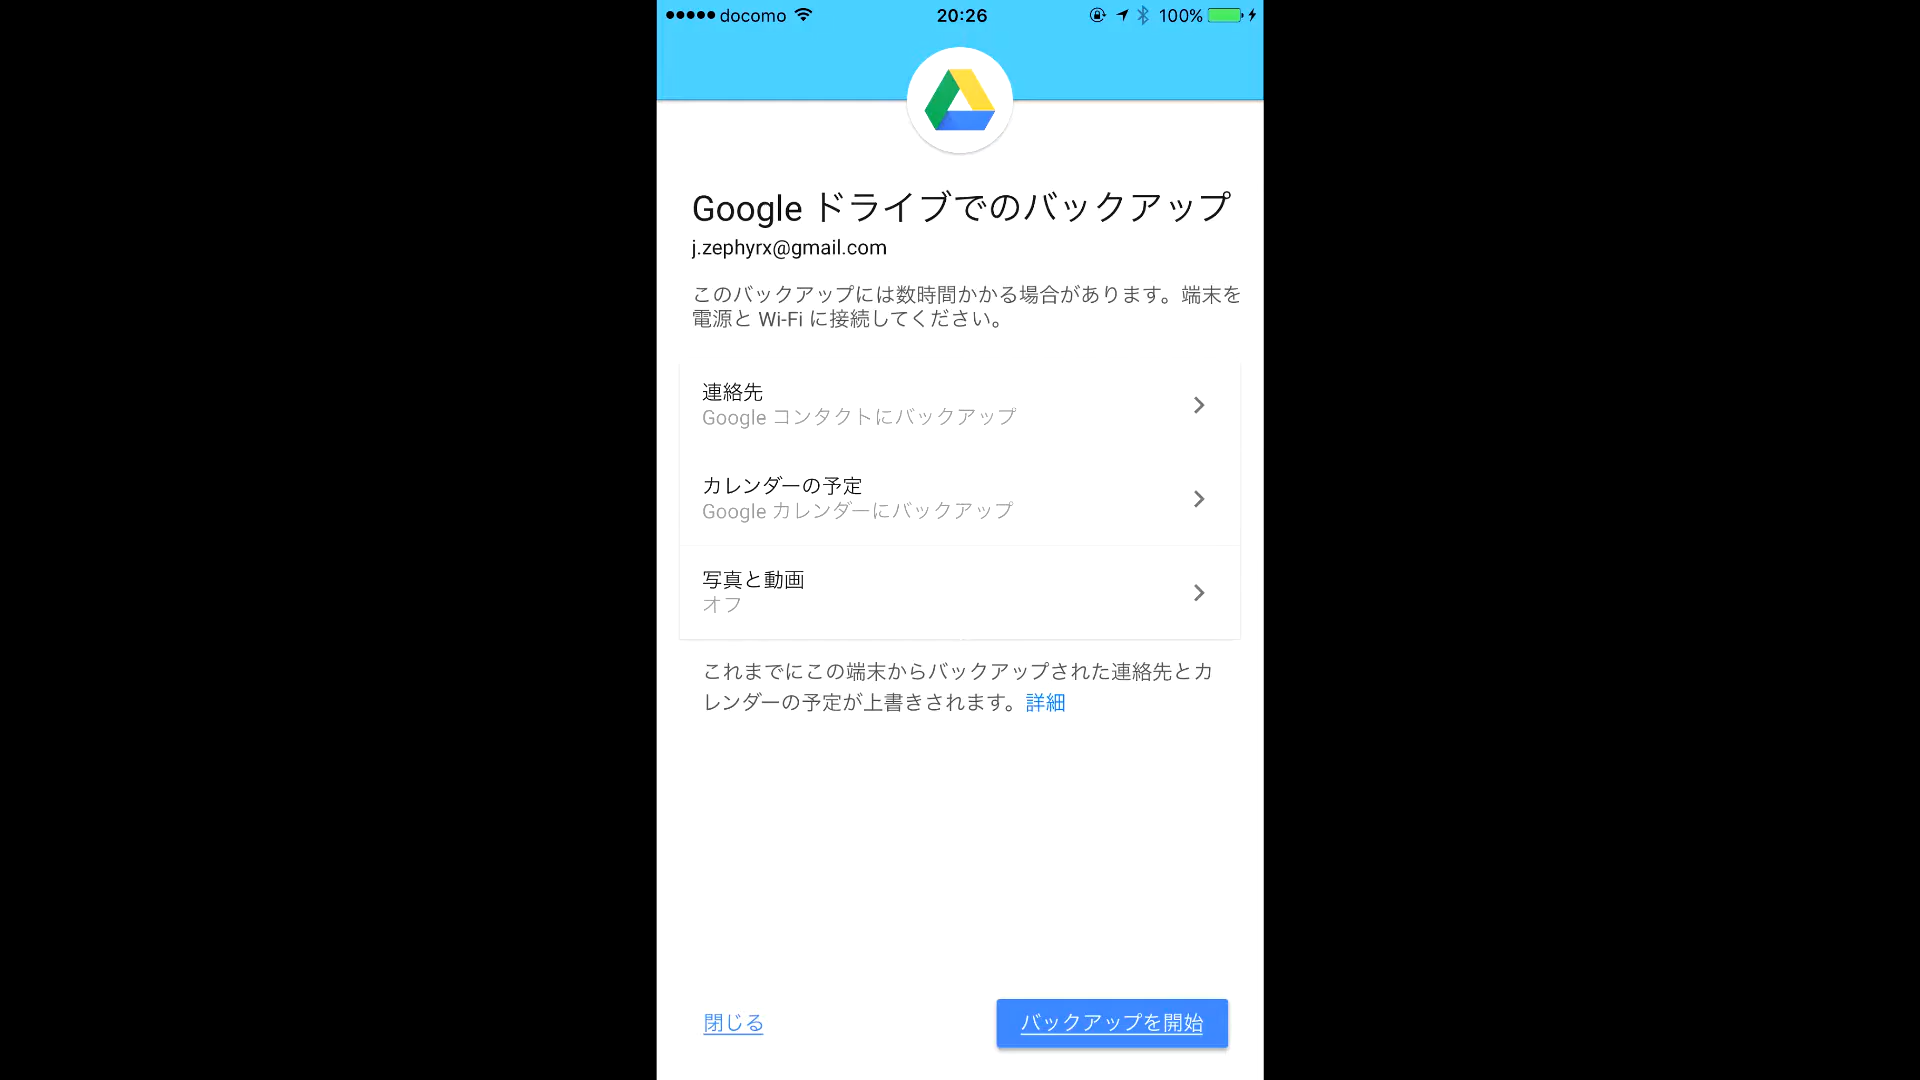 docomo 20:26 100%
Google ドライブでのバックアップ
j.zephyrx@gmail.com
このバックアップには数時間かかる場合があります。端末を
電源と Wi-Fi に接続してください。
連絡先
Google コンタクトにバックアップ
カレンダーの予定
Google カレンダーにバックアップ
写真と動画
オフ
これまでにこの端末からバックアップされた連絡先とカ
レンダーの予定が上書きされます。詳細
閉じる バックアップを開始